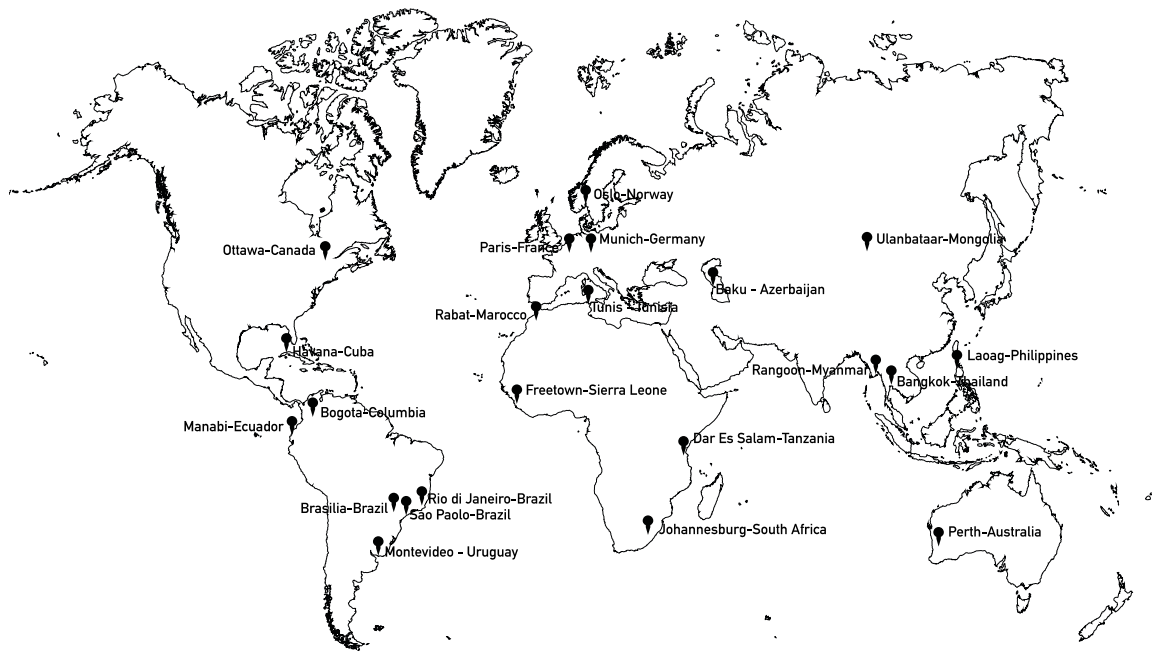 Oslo-Norway
Ottawa-Canada
Paris-France
Munich-Germany
Ulanbataar-Mongolia
Baku - Azerbaijan
Tunis - Tunisia
Rabat-Marocco
Havana-Cuba
Laoag-Philippines
Rangoon-Myanmar
Bangkok-Thailand
Freetown-Sierra Leone
Bogota-Columbia
Manabi-Ecuador
Dar Es Salam-Tanzania
Rio di Janeiro-Brazil
Brasilia-Brazil
São Paolo-Brazil
Johannesburg-South Africa
Perth-Australia
Montevideo - Uruguay